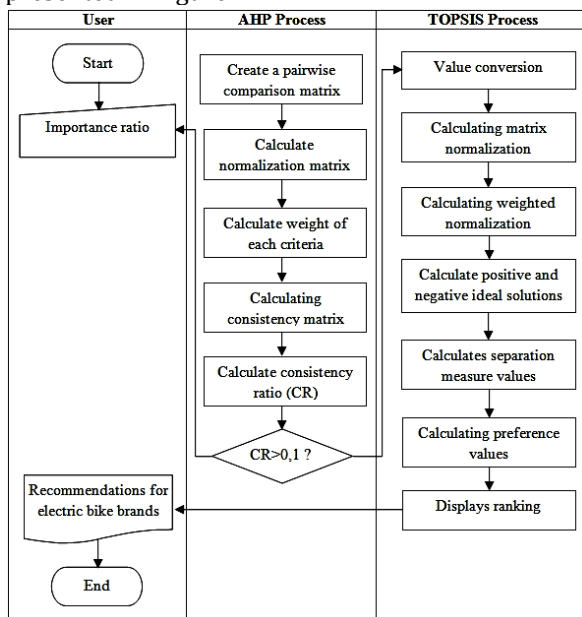 presented
User
AHP Process
TOPSIS Process
Start
Importance ratio
Create a pairwise
comparison matrix
Calculate
normalization matrix
Calculate weight of
each criteria
Calculating
consistency matrix
Calculate consistency
ratio (CR)
CR>0,1 ?
Value conversion
Calculating matrix
normalization
Calculating weighted
normalization
Calculate positive and
negative ideal solutions
Calculates separation
measure values
Calculating preference
values
Displays ranking
Recommendations for
electric bike brands
End